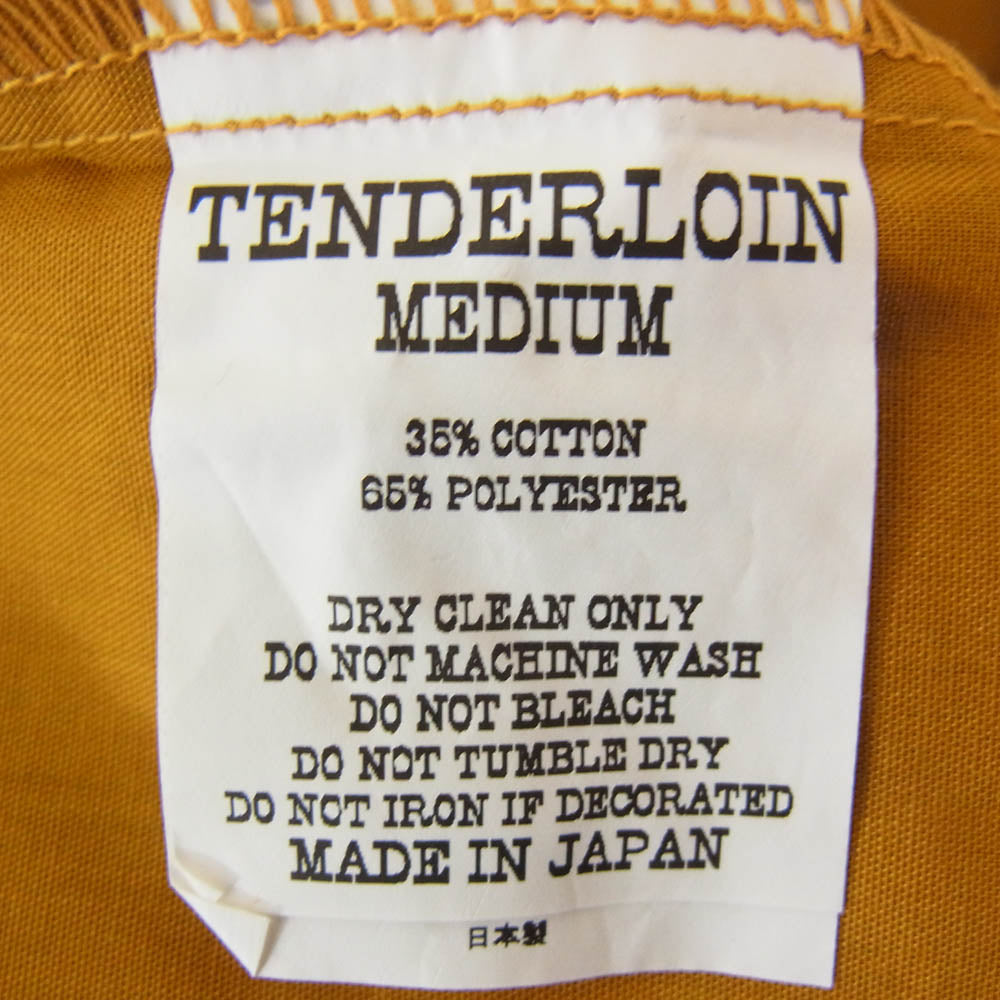 TENDERLOIN
MEDIUM
35% COTTON
65% POLYESTER
DRY CLEAN ONLY
DO NOT MACHINE WASH
DO NOT BLEACH
DO NOT TUMBLE DRY
DO NOT IRON IF DECORATED
MADE IN JAPAN
日本製